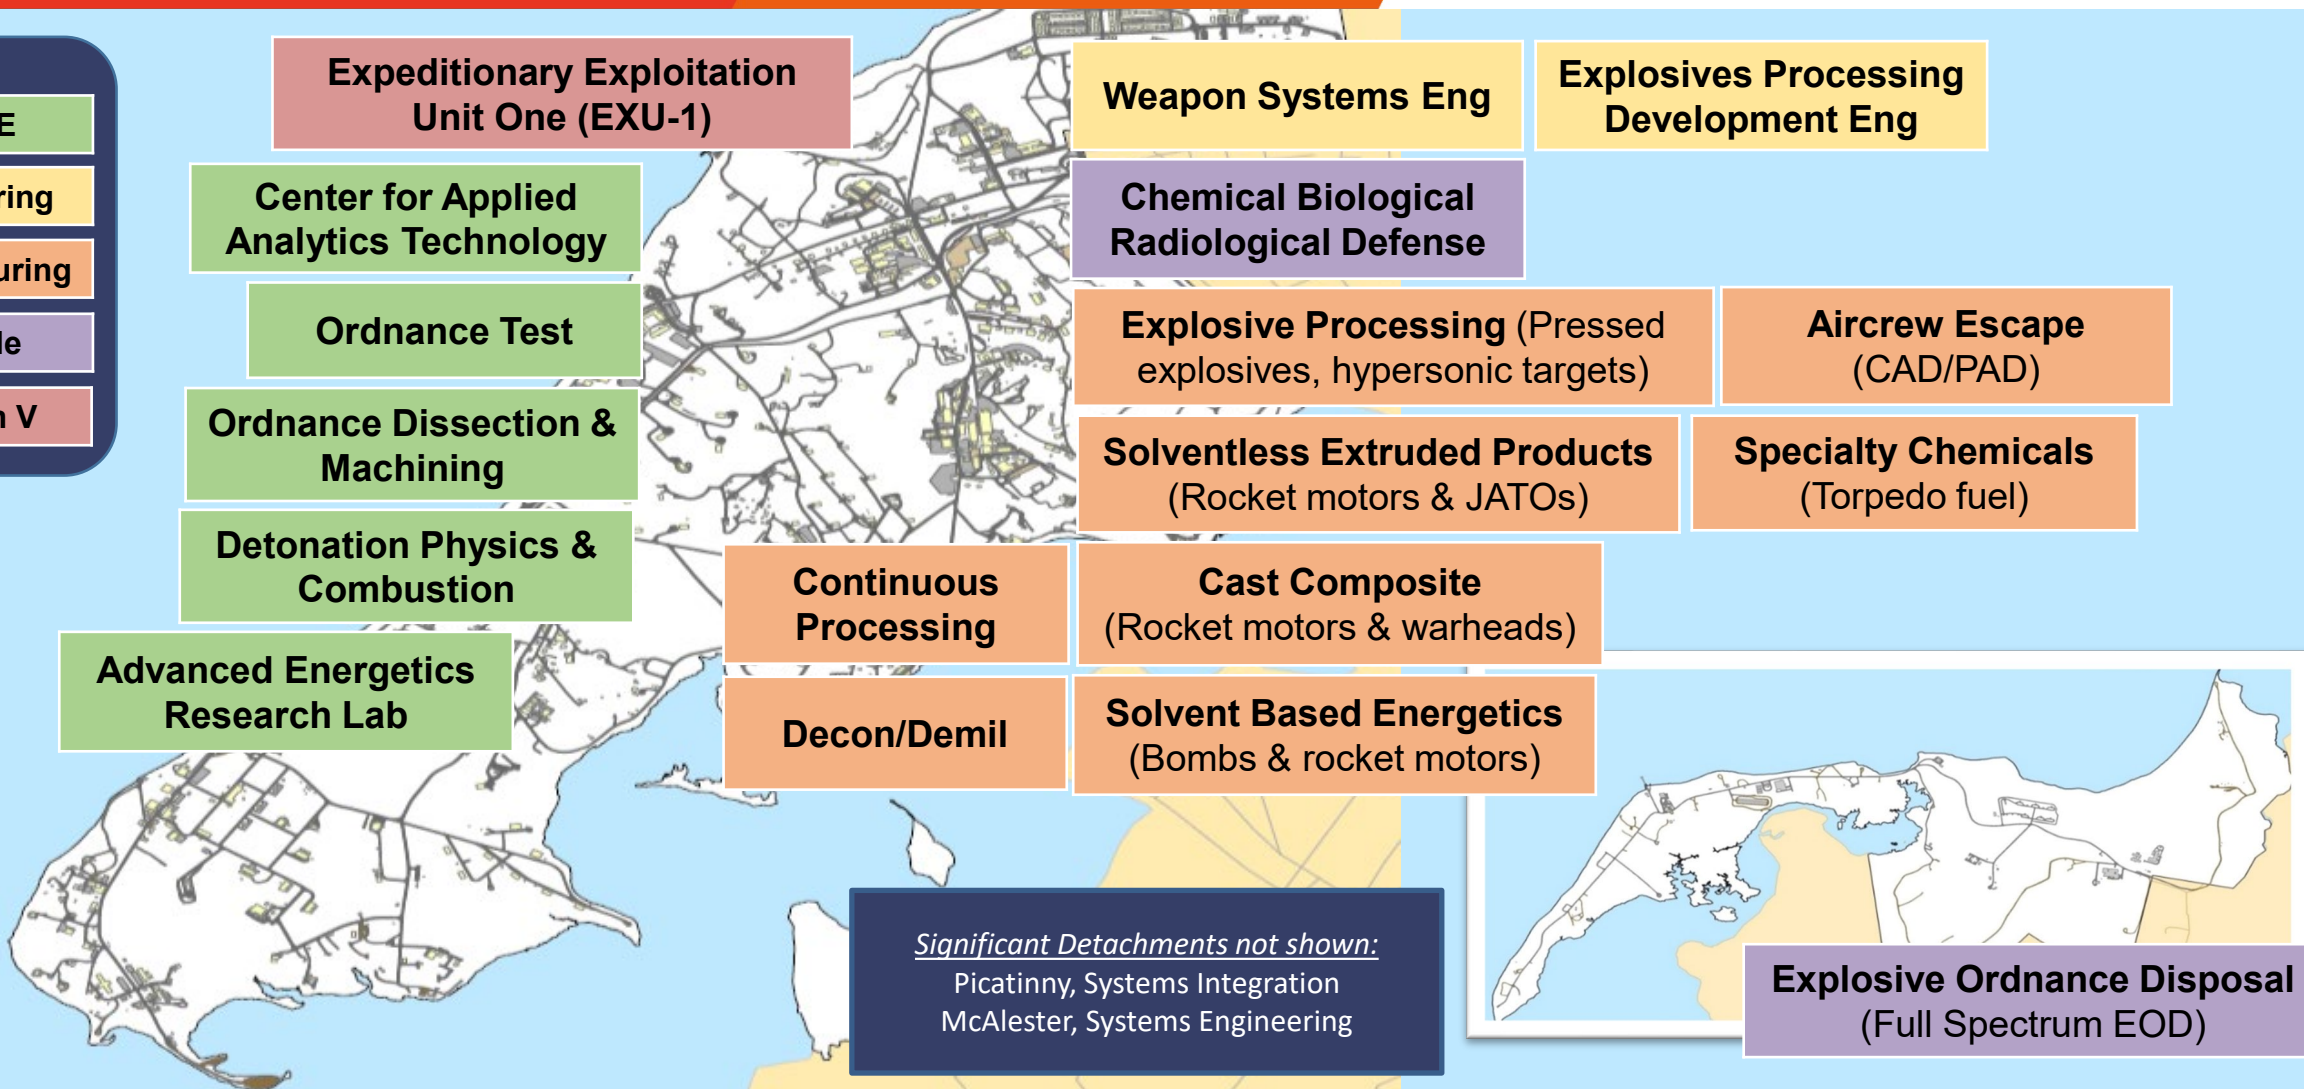 E
ring
uring
le
n V
Expeditionary Exploitation
Unit One (EXU-1)
Center for Applied
Analytics Technology
Ordnance Test
Ordnance Dissection &
Machining
Detonation Physics &
Combustion
Advanced Energetics
Research Lab
Weapon Systems Eng
Explosives Processing
Development Eng
Chemical Biological
Radiological Defense
Explosive Processing (Pressed
explosives, hypersonic targets)
Aircrew Escape
(CAD/PAD)
Solventless Extruded Products
(Rocket motors & JATOs)
Specialty Chemicals
(Torpedo fuel)
Continuous
Processing
Cast Composite
(Rocket motors & warheads)
Decon/Demil
Solvent Based Energetics
(Bombs & rocket motors)
Significant Detachments not shown:
Picatinny, Systems Integration
McAlester, Systems Engineering
Explosive Ordnance Disposal
(Full Spectrum EOD)